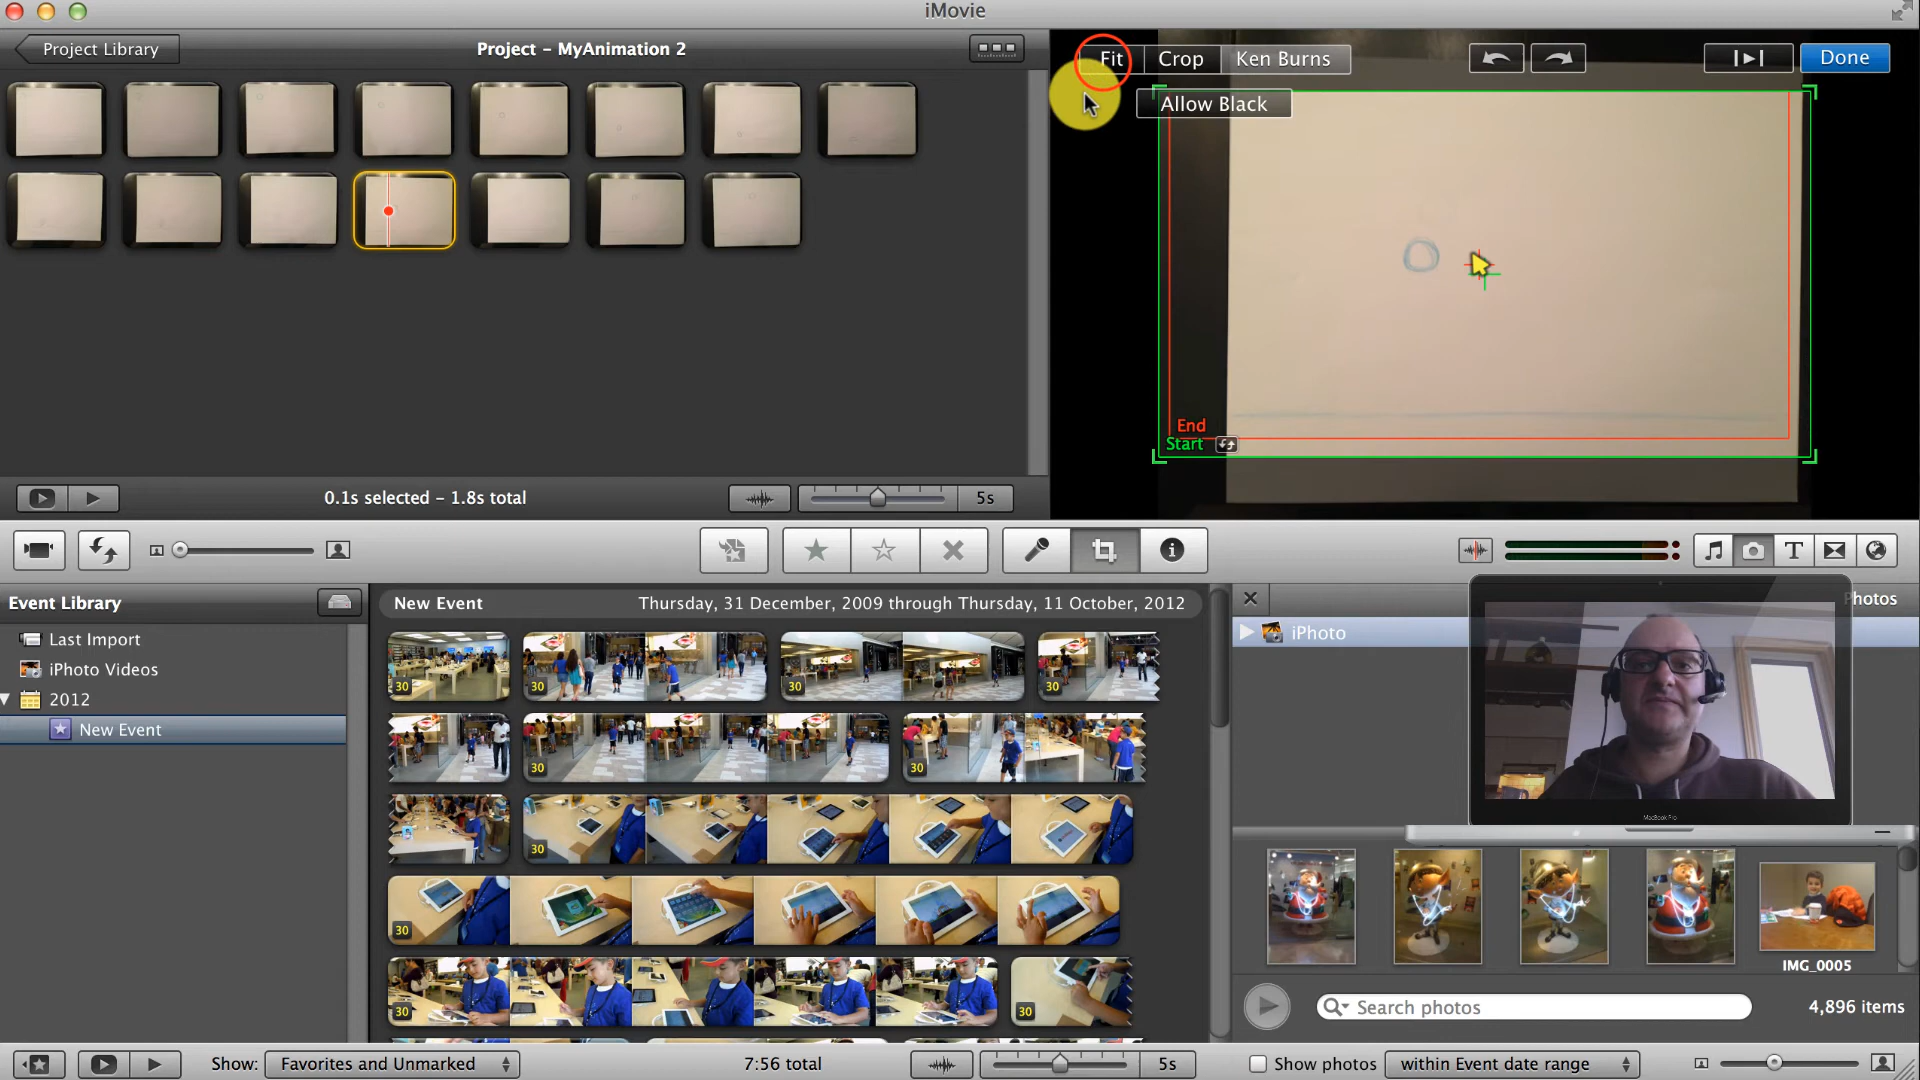 iMovie
Project Library
Project - MyAnimation 2
Fit
Crop
Ken Burns
Done
Allow Black
End
Start
0.1s selected - 1.8s total
5s
Event Library
New Event
Thursday, 31 December, 2009 through Thursday, 11 October, 2012
Photos
Last Import
iPhoto Videos
2012
New Event
iPhoto
30
30
30
30
30
30
30
30
30
30
MacBook Pro
IMG_0005
Search photos
4,896 items
Show:
Favorites and Unmarked
7:56 total
5s
Show photos
within Event date range